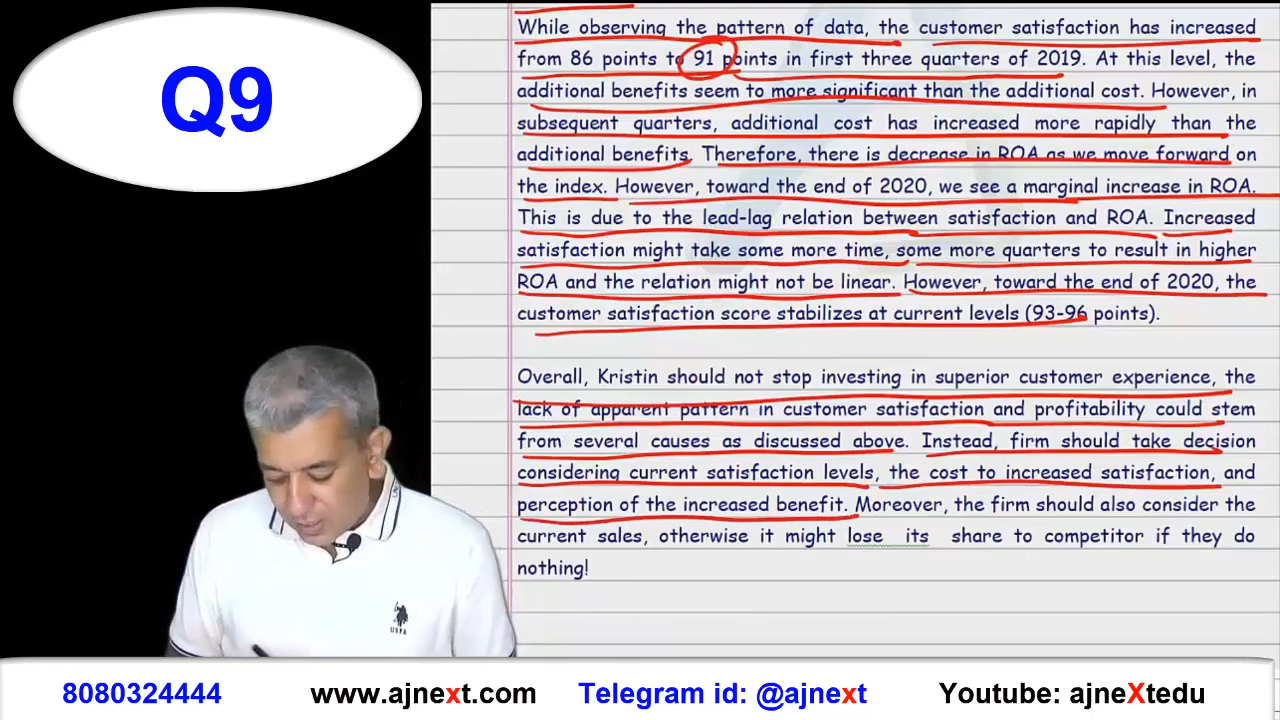 Q9
While observing the pattern of data, the customer satisfaction has increased
from 86 points to 91 points in first three quarters of 2019. At this level, the
additional benefits seem to more significant than the additional cost. However, in
subsequent quarters, additional cost has increased more rapidly than the
additional benefits. Therefore, there is decrease in ROA as we move forward on
the index. However, toward the end of 2020, we see a marginal increase in ROA.
This is due to the lead-lag relation between satisfaction and ROA. Increased
satisfaction might take some more time, some more quarters to result in higher
ROA and the relation might not be linear. However, toward the end of 2020, the
customer satisfaction score stabilizes at current levels (93-96 points).
Overall, Kristin should not stop investing in superior customer experience, the
lack of apparent pattern in customer satisfaction and profitability could stem
from several causes as discussed above. Instead, firm should take decision
considering current satisfaction levels, the cost to increased satisfaction, and
perception of the increased benefit. Moreover, the firm should also consider the
current sales, otherwise it might lose its share to competitor if they do
nothing!
USPA
8080324444 www.ajnext.com Telegram id: @ajnext Youtube: ajneXtedu